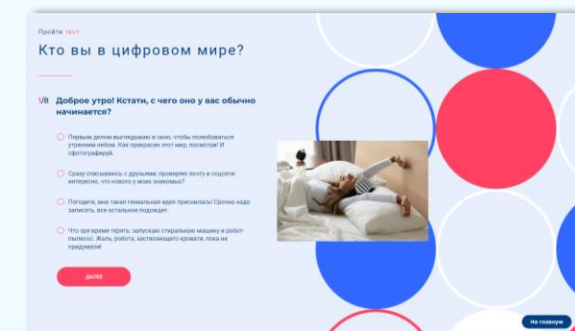 Пройти тест
Кто вы в цифровом мире?
1/8 Доброе утро! Кстати, с чего оно у вас обычно
начинается?
Первым делом выглядываю в окно, чтобы полюбоваться
утренним небом. Как прекрасен этот мир, посмотри! И
сфотографируй.
Сразу списываюсь с друзьями, проверяю почту и соцсети
интересно, что нового у моих знакомых?
Погодите, мне такая гениальная идея приснилась! Срочно надо
записать, все остальное подождет.
Что зря время терять: запускаю стиральную машину и робот-
пылесос. Жаль, робота, застилающего кровати, пока не
придумали!
ДАЛЕЕ
На главную